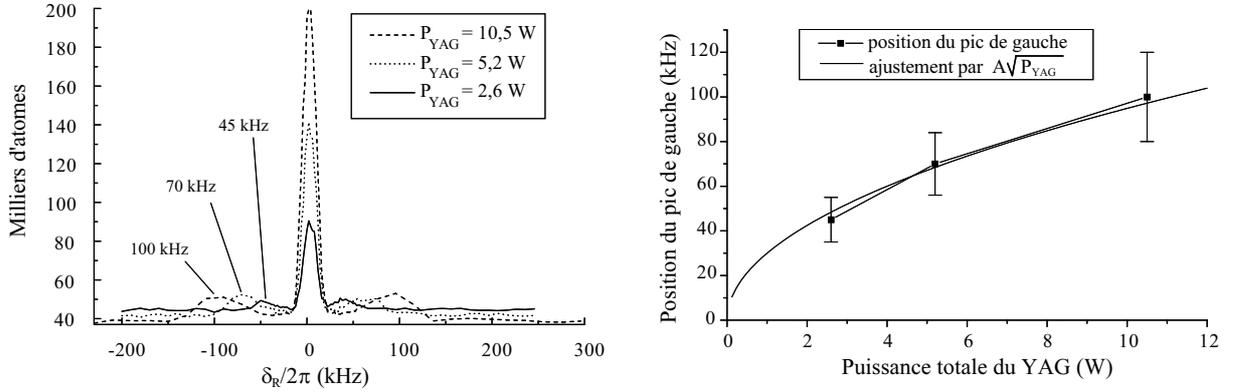 200
180
160
140
120
100
80
60
40
Milliers d'atomes
P_YAG = 10,5 W
P_YAG = 5,2 W
P_YAG = 2,6 W
45 kHz
70 kHz
100 kHz
-200 -100 0 100 200 300
δ_R/2π (kHz)
120
100
80
60
40
20
0
Position du pic de gauche (kHz)
position du pic de gauche
ajustement par A√P_YAG
0 2 4 6 8 10 12
Puissance totale du YAG (W)